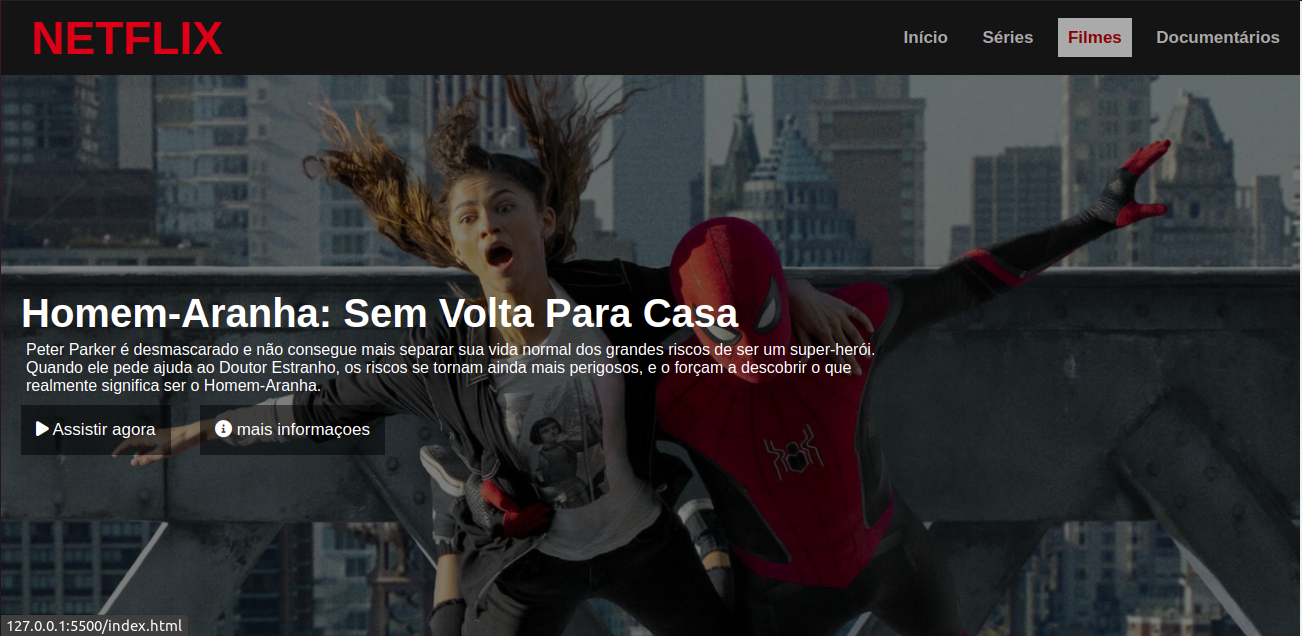 NETFLIX
Início Séries Filmes Documentários
Homem-Aranha: Sem Volta Para Casa
Peter Parker é desmascarado e não consegue mais separar sua vida normal dos grandes riscos de ser um super-herói.
Quando ele pede ajuda ao Doutor Estranho, os riscos se tornam ainda mais perigosos, e o forçam a descobrir o que
realmente significa ser o Homem-Aranha.
Assistir agora
mais informaçoes
127.0.0.1:5500/index.html